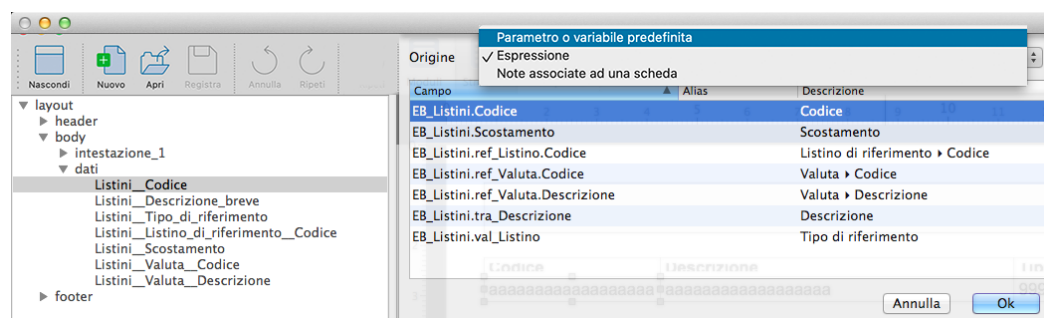 Parametro o variabile predefinita
Origine
✓ Espressione
Note associate ad una scheda
Nascondi Nuovo Apri Registra Annulla Ripeti
Campo Alias Descrizione
layout
header
body
intestazione_1
dati
Listini__Codice
Listini__Descrizione_breve
Listini__Tipo_di_riferimento
Listini__Listino_di_riferimento__Codice
Listini__Scostamento
Listini__Valuta__Codice
Listini__Valuta__Descrizione
footer
EB_Listini.Codice Codice
EB_Listini.Scostamento Scostamento
EB_Listini.ref_Listino.Codice Listino di riferimento ▸ Codice
EB_Listini.ref_Valuta.Codice Valuta ▸ Codice
EB_Listini.ref_Valuta.Descrizione Valuta ▸ Descrizione
EB_Listini.tra_Descrizione Descrizione
EB_Listini.val_Listino Tipo di riferimento
Codice Descrizione
Annulla Ok